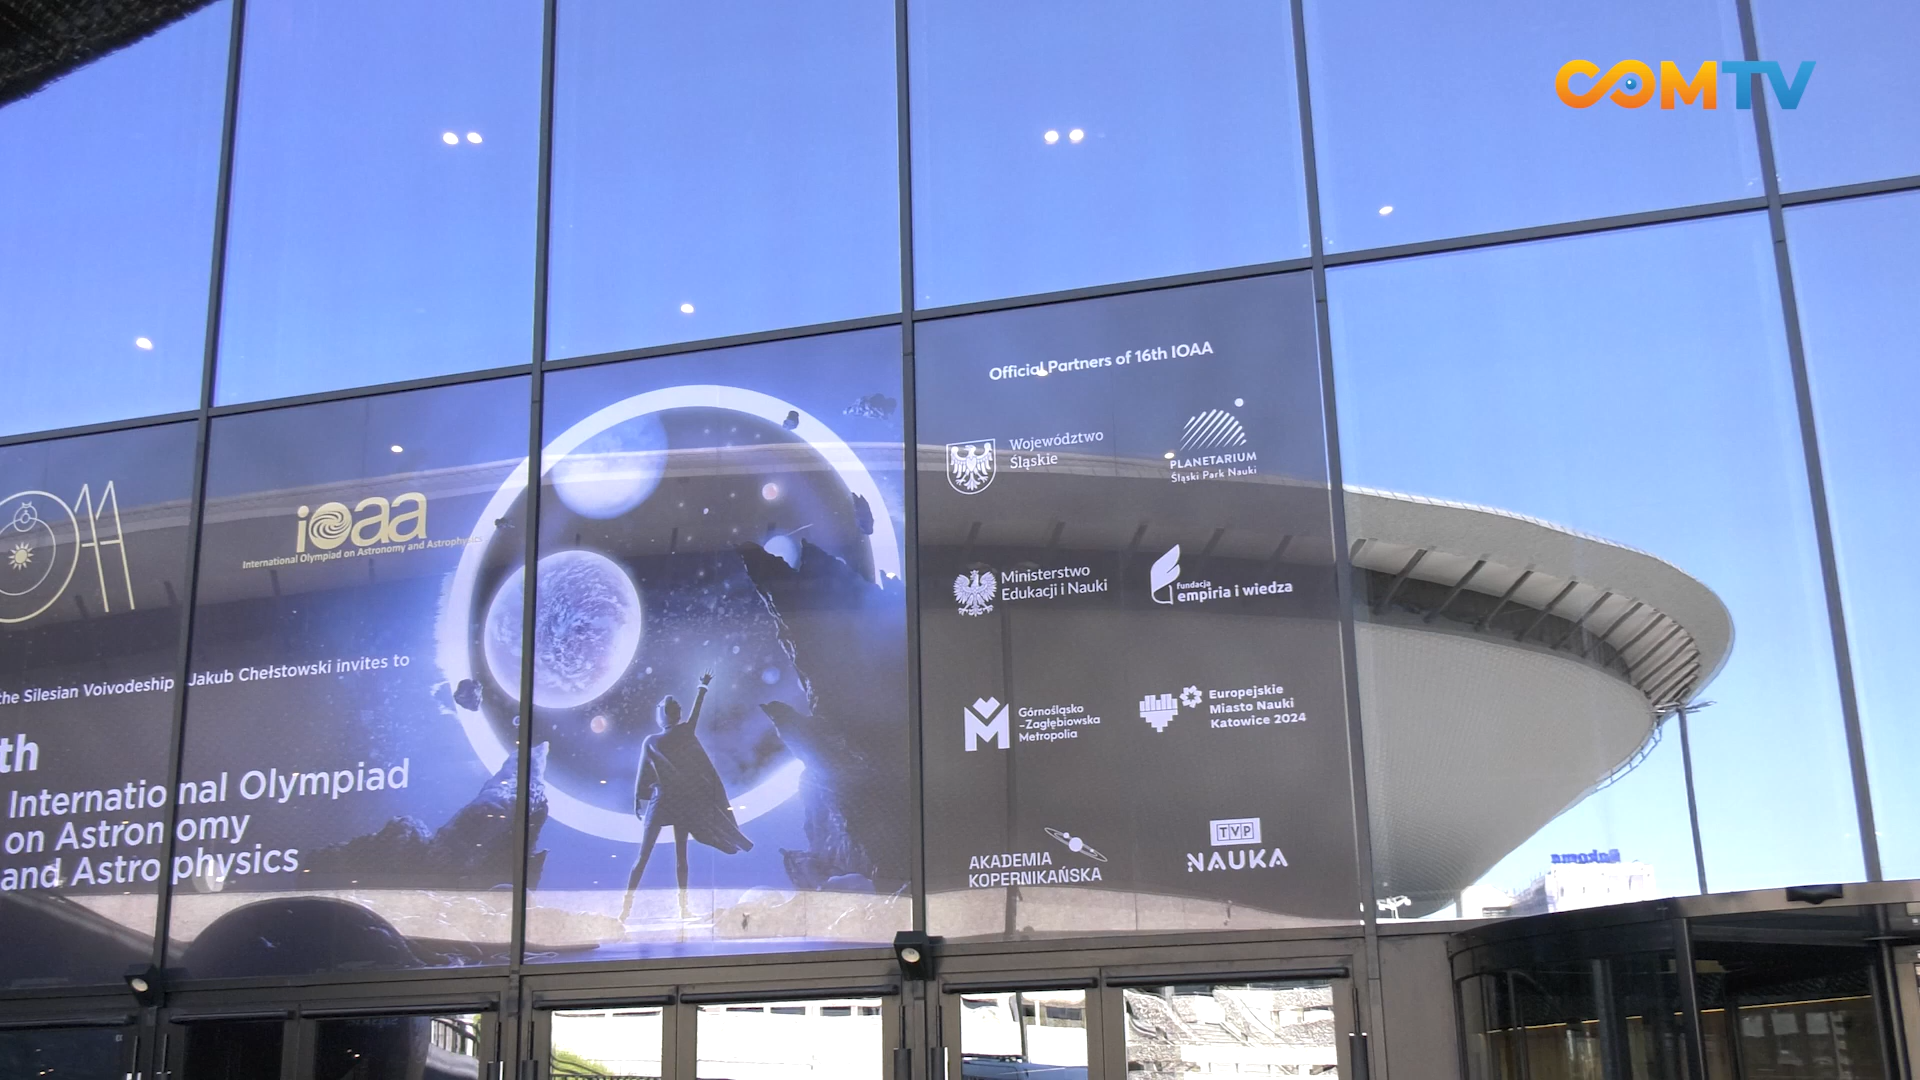 COMTV
Official Partners of 16th IOAA
Województwo
Śląskie
PLANETARIUM
Śląski Park Nauki
ioaa
International Olympiad on Astronomy and Astrophysics
Ministerstwo
Edukacji i Nauki
fundacja
empiria i wiedza
the Silesian Voivodeship Jakub Chełstowski invites to
th
International Olympiad
on Astronomy
and Astrophysics
Górnośląsko
-Zagłębiowska
Metropolia
Europejskie
Miasto Nauki
Katowice 2024
AKADEMIA
KOPERNIKAŃSKA
TVP
NAUKA